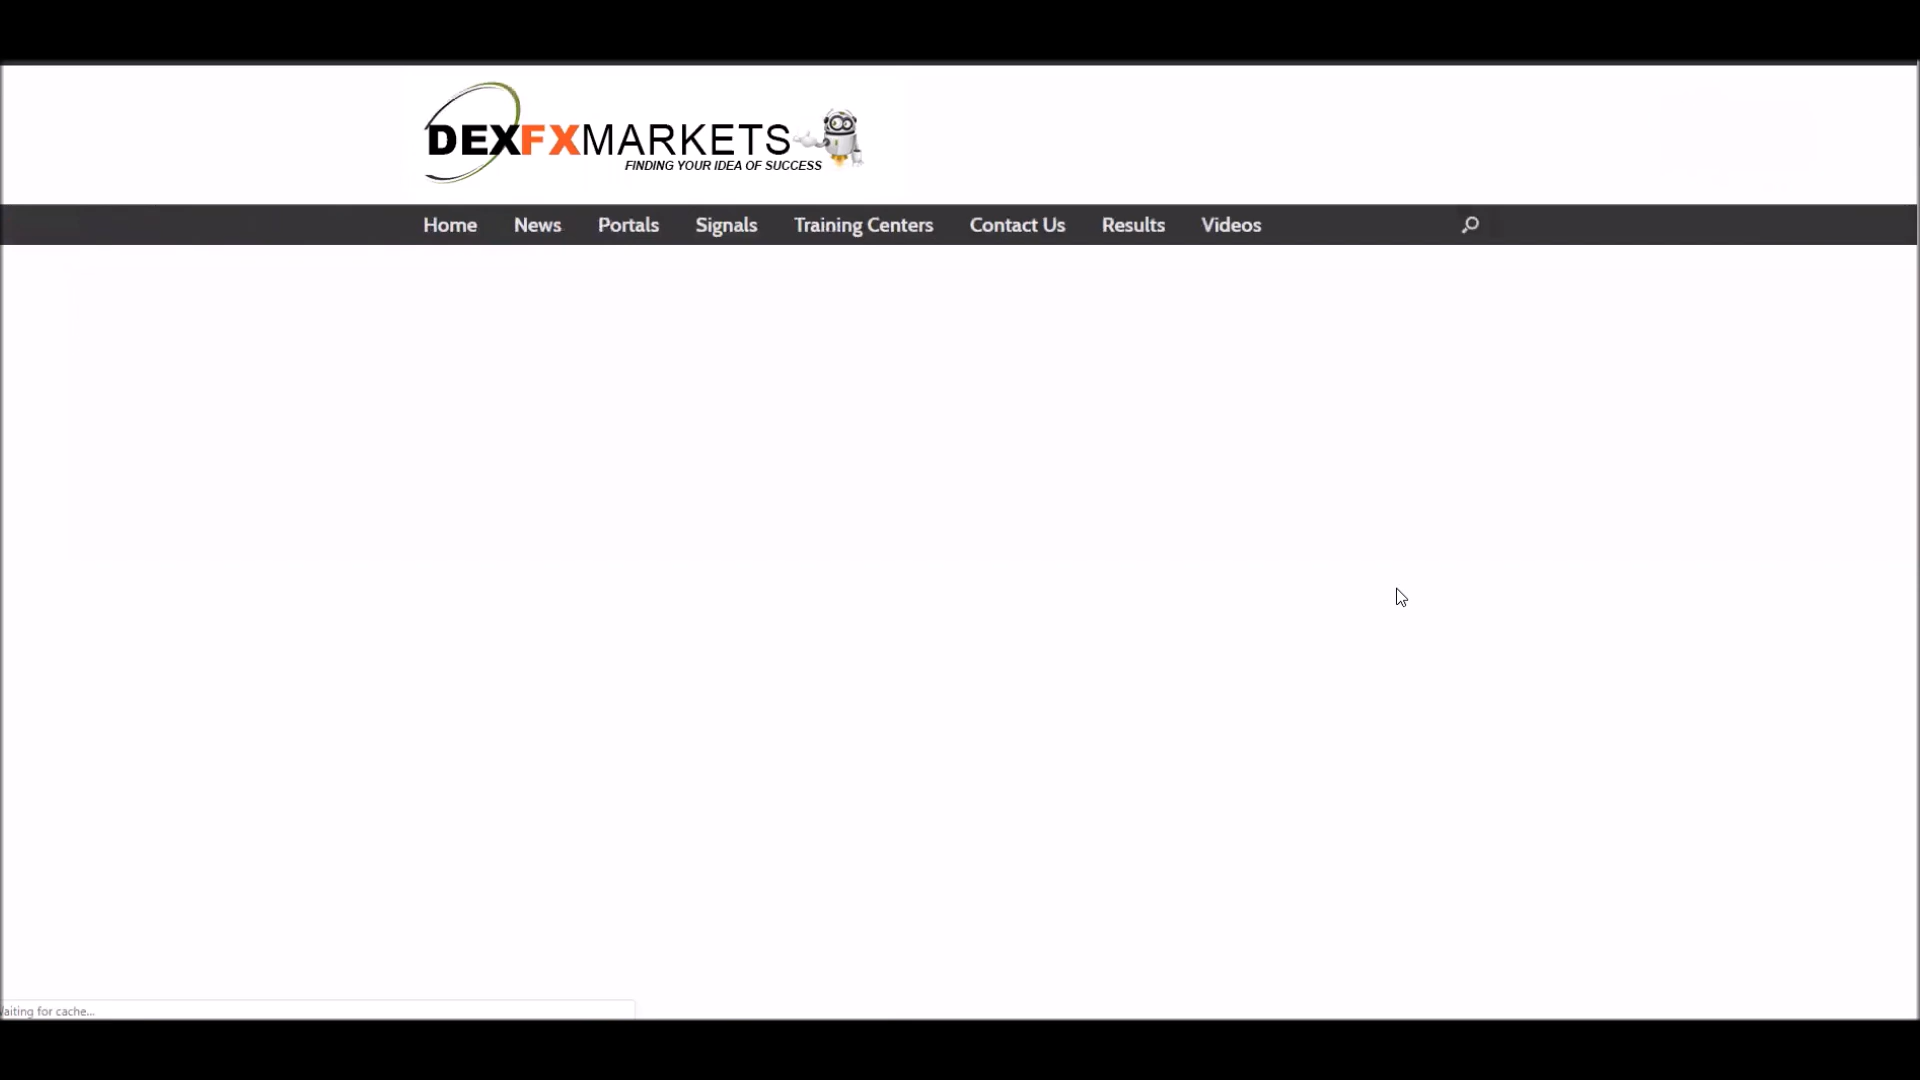 DEXFXMARKETS
FINDING YOUR IDEA OF SUCCESS
Home News Portals Signals Training Centers Contact Us Results Videos
aiting for cache...